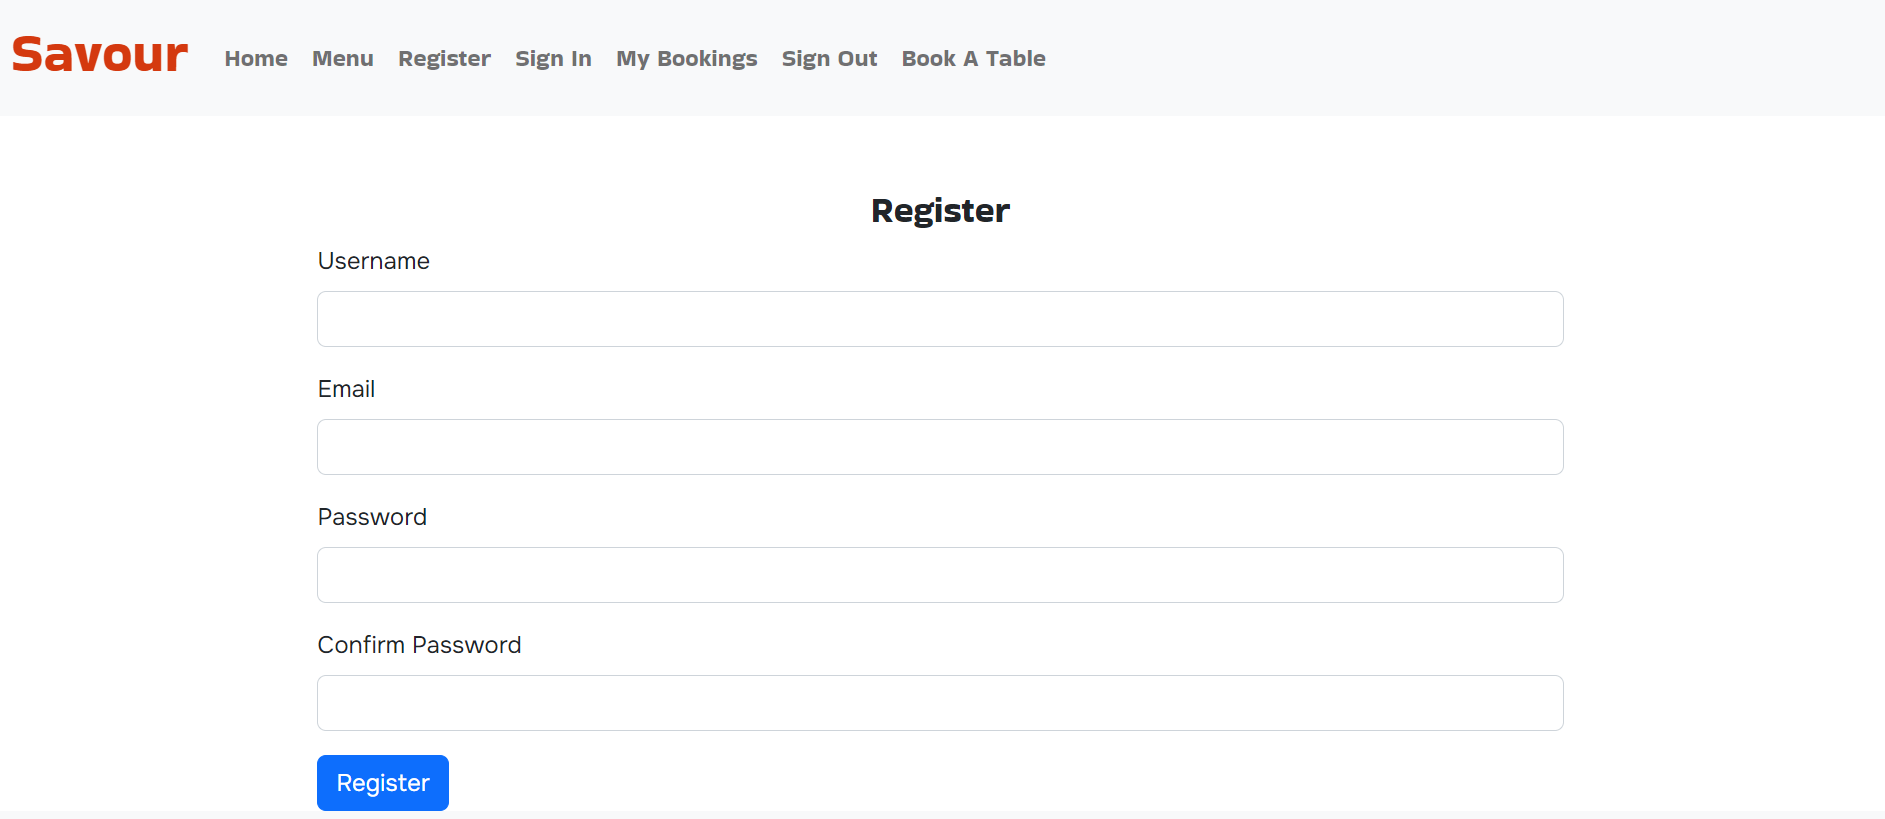 Savour Home Menu Register Sign In My Bookings Sign Out Book A Table
Register
Username
Email
Password
Confirm Password
Register